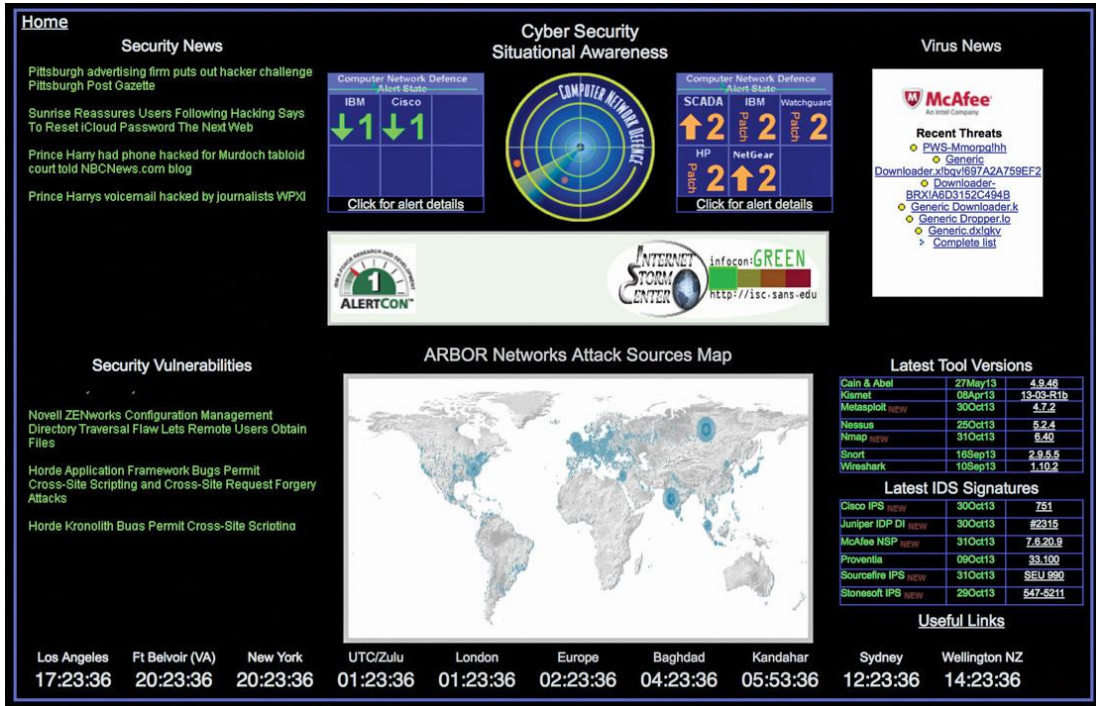 Home
Security News
Pittsburgh advertising firm puts out hacker challenge
Pittsburgh Post Gazette
Sunrise Reassures Users Following Hacking Says
To Reset iCloud Password The Next Web
Prince Harry had phone hacked for Murdoch tabloid
court told NBCNews.com blog
Prince Harrys voicemail hacked by journalists WPXI
Cyber Security
Situational Awareness
Computer Network Defence
Alert State
IBM Cisco
1 1
Click for alert details
COMPUTER NETWORK DEFENCE
Computer Network Defence
Alert State
SCADA IBM Watchguard
2 Patch 2 Patch 2
HP NetGear
Patch 2 2
Click for alert details
Virus News
McAfee
An Intel Company
Recent Threats
PWS-Mmorpg!hh
Generic
Downloader.x!bqv!697A2A759EF2
Downloader-
BRX!A6D3152C494B
Generic Downloader.k
Generic Dropper.lo
Generic.dx!gkv
Complete list
1
ALERTCON™
INTERNET
STORM
CENTER
infocon:GREEN
http://isc.sans.edu
Security Vulnerabilities
Novell ZENworks Configuration Management
Directory Traversal Flaw Lets Remote Users Obtain
Files
Horde Application Framework Bugs Permit
Cross-Site Scripting and Cross-Site Request Forgery
Attacks
Horde Kronolith Bugs Permit Cross-Site Scripting
ARBOR Networks Attack Sources Map
Latest Tool Versions
Cain & Abel 27May13 4.9.46
Kismet 08Apr13 13-03-R1b
Metasploit NEW 30Oct13 4.7.2
Nessus 25Oct13 5.2.4
Nmap NEW 31Oct13 6.40
Snort 16Sep13 2.9.5.5
Wireshark 10Sep13 1.10.2
Latest IDS Signatures
Cisco IPS NEW 30Oct13 751
Juniper IDP DI NEW 30Oct13 #2315
McAfee NSP NEW 31Oct13 7.6.20.9
Proventia 09Oct13 33.100
Sourcefire IPS NEW 31Oct13 SEU 990
Stonesoft IPS NEW 29Oct13 547-5211
Useful Links
Los Angeles Ft Belvoir (VA) New York UTC/Zulu London Europe Baghdad Kandahar Sydney Wellington NZ
17:23:36 20:23:36 20:23:36 01:23:36 01:23:36 02:23:36 04:23:36 05:53:36 12:23:36 14:23:36